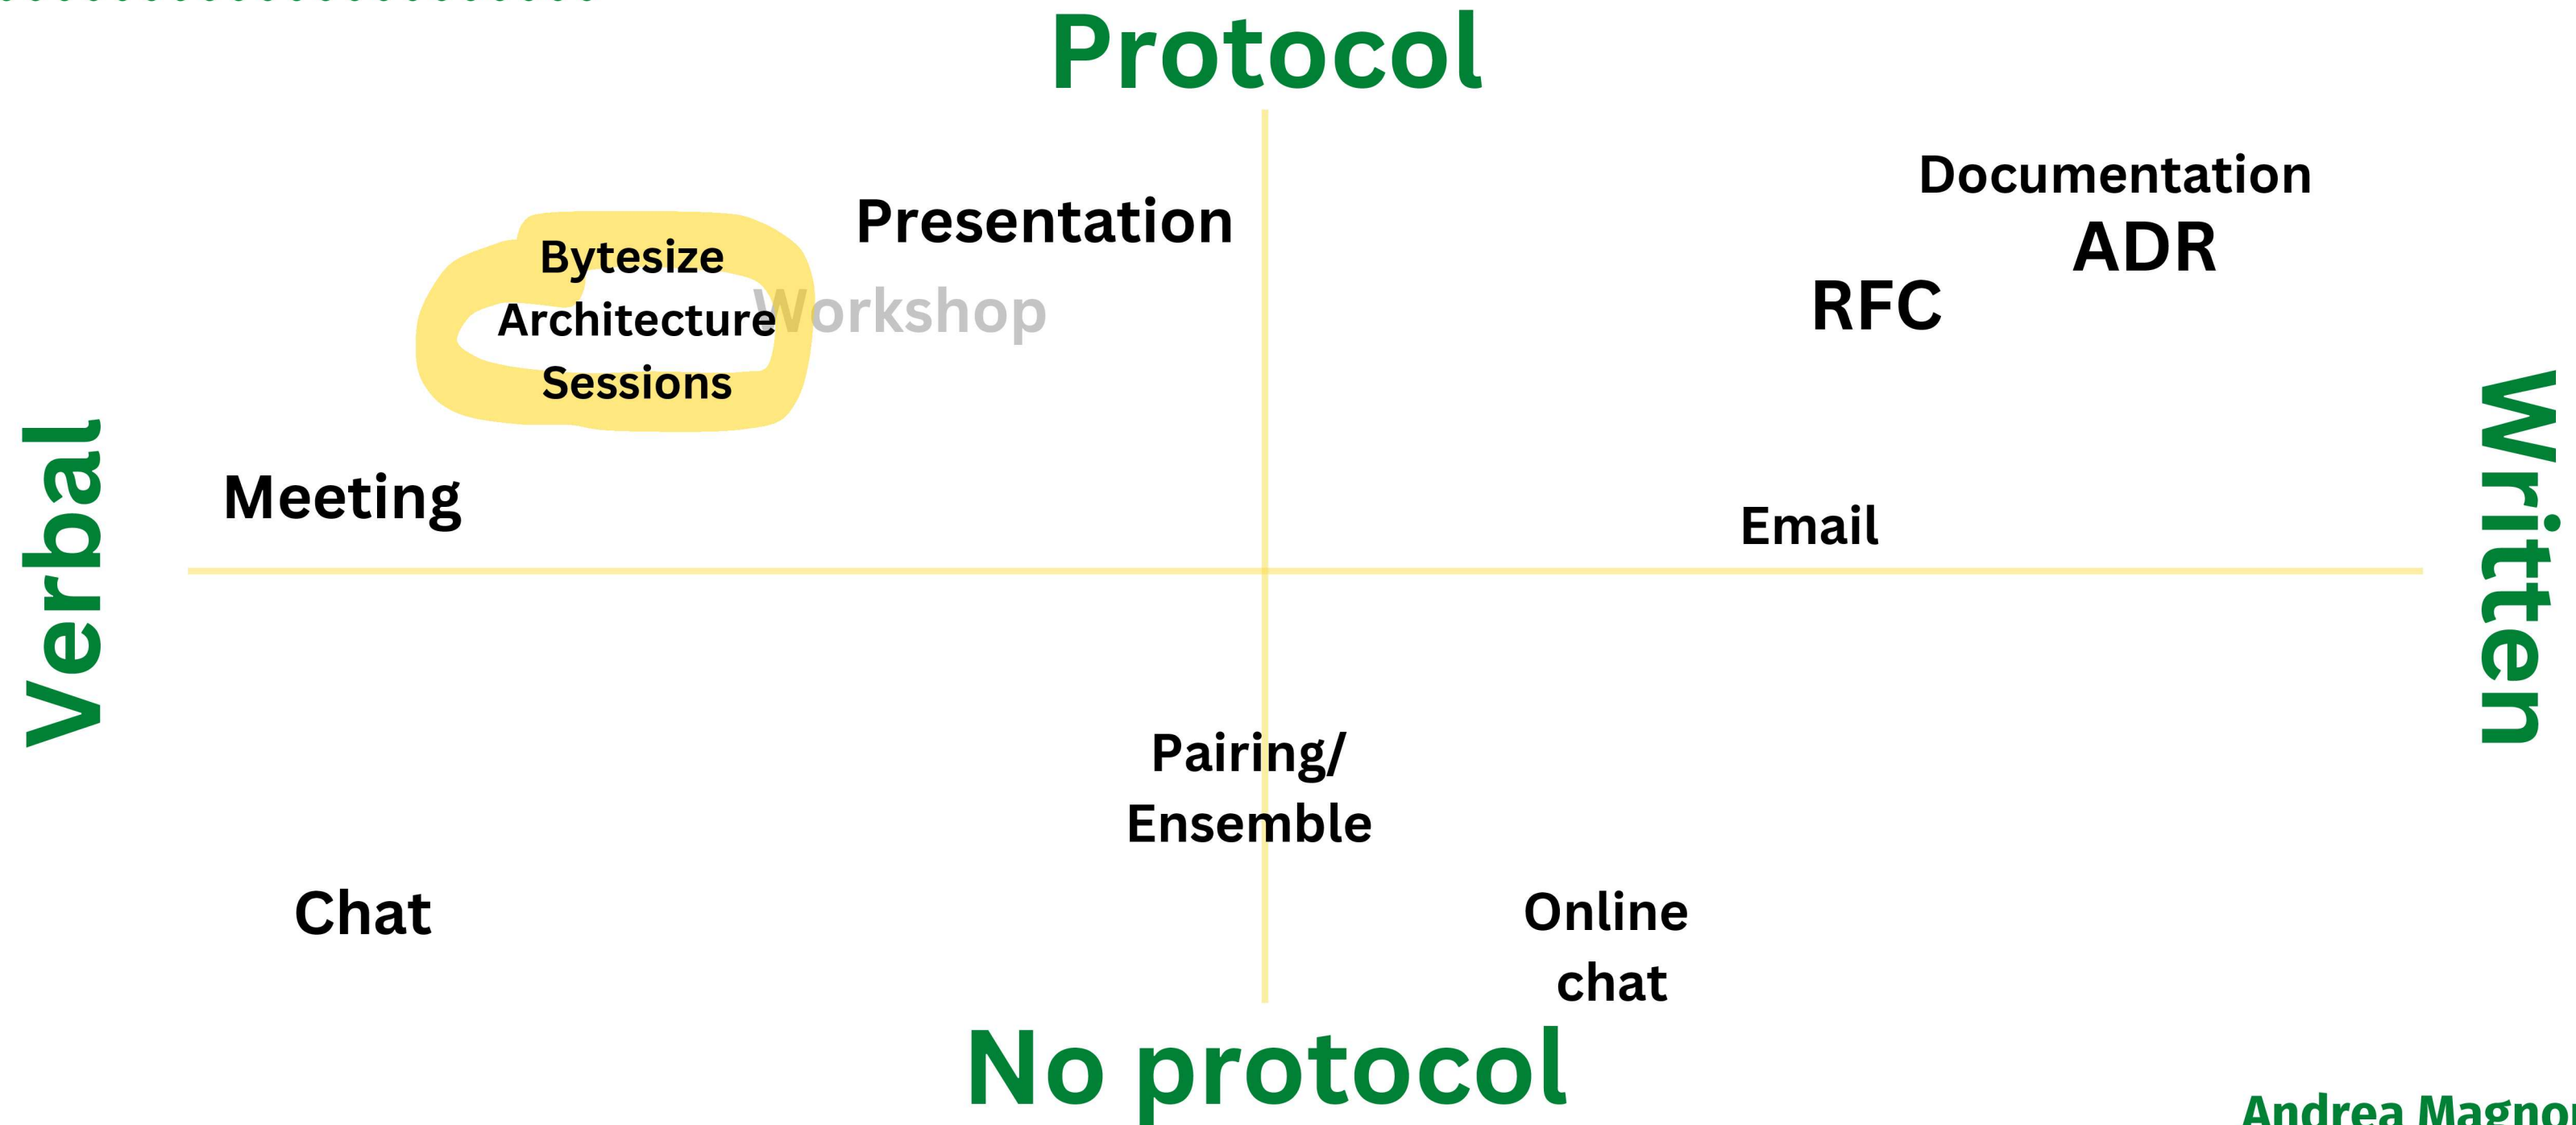 Protocol
Documentation
Presentation
ADR
Bytesize
Architecture
Sessions
Workshop
RFC
Verbal
Written
Meeting
Email
Pairing/
Ensemble
Chat
Online
chat
No protocol
Andrea